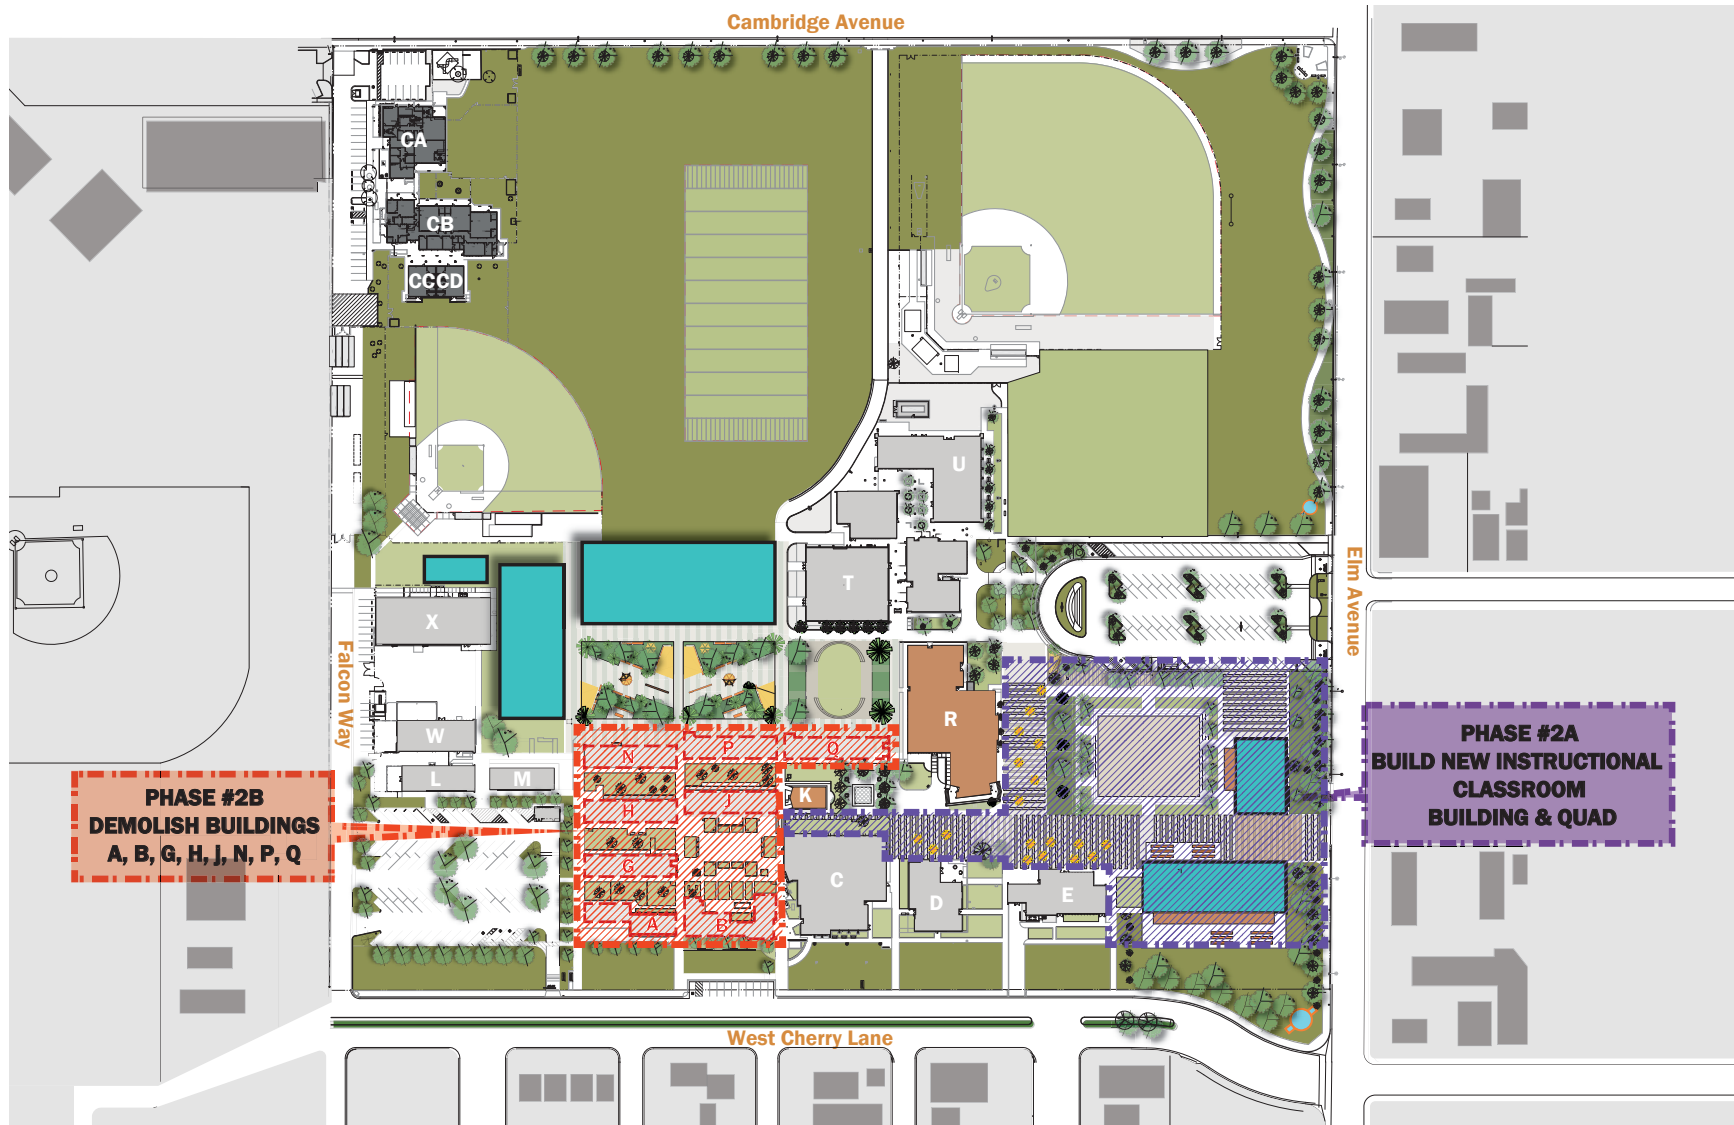 Cambridge Avenue
CA
CB
CCCD
U
T
Elm Avenue
X
Falcon Way
R
W
N
P
Q
L
M
K
J
H
G
C
D
E
A
B
PHASE #2A
BUILD NEW INSTRUCTIONAL
CLASSROOM
BUILDING & QUAD
PHASE #2B
DEMOLISH BUILDINGS
A, B, G, H, J, N, P, Q
West Cherry Lane